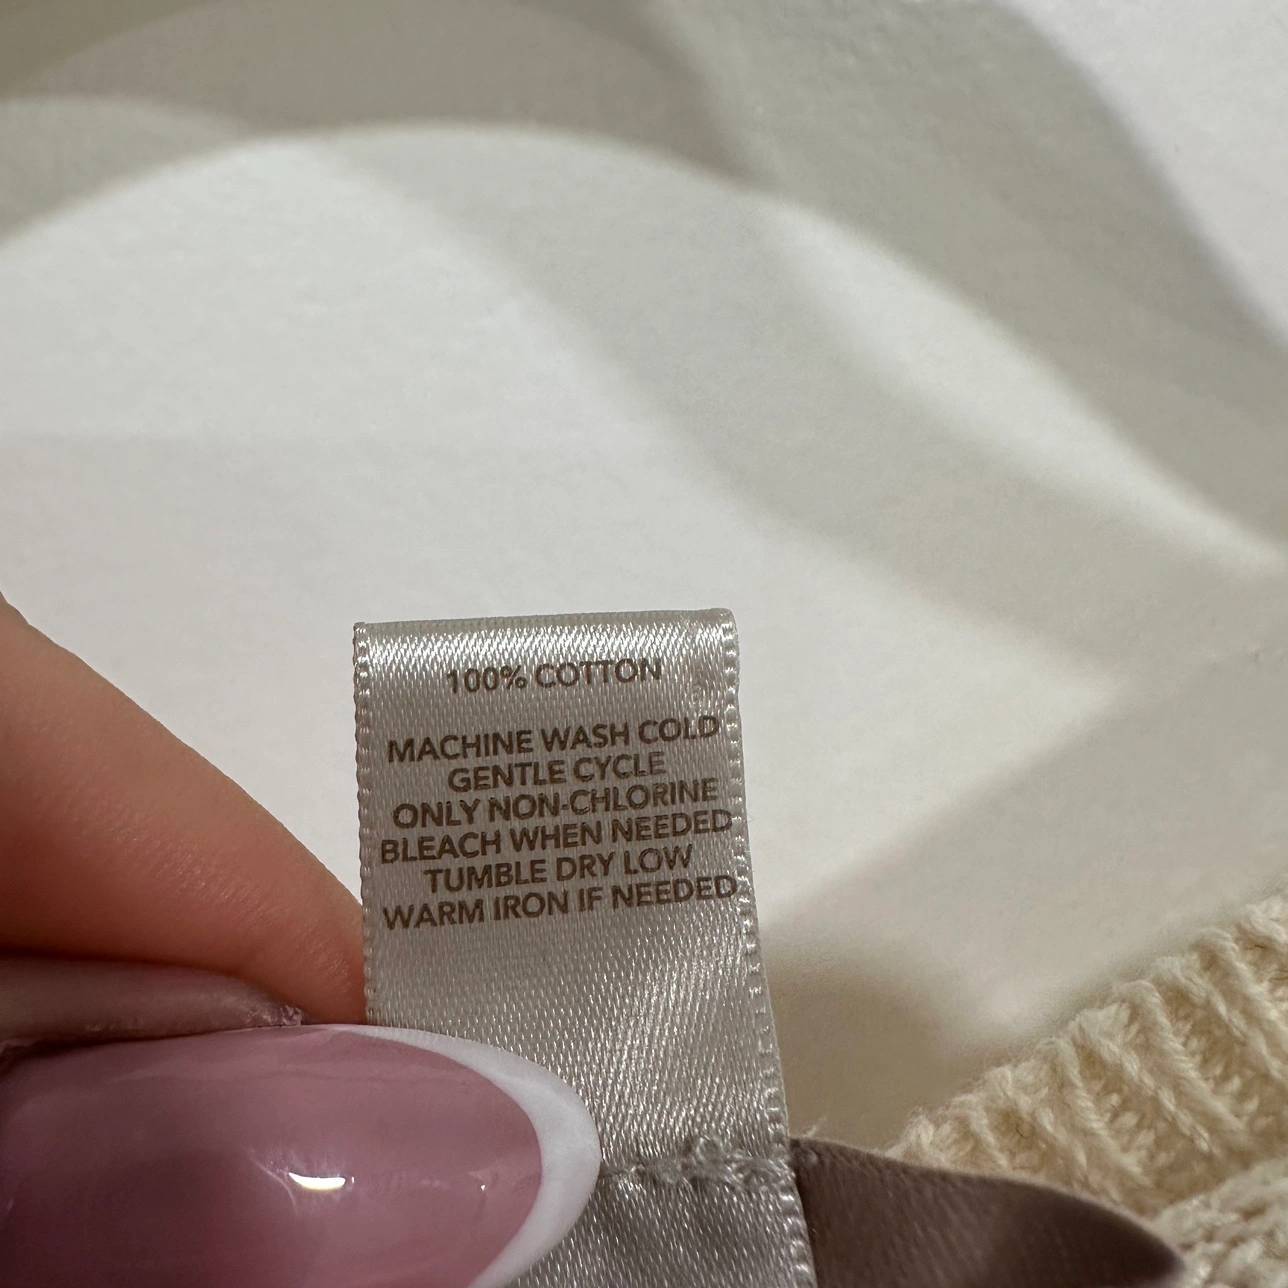 100% COTTON
MACHINE WASH COLD
GENTLE CYCLE
ONLY NON-CHLORINE
BLEACH WHEN NEEDED
TUMBLE DRY LOW
WARM IRON IF NEEDED